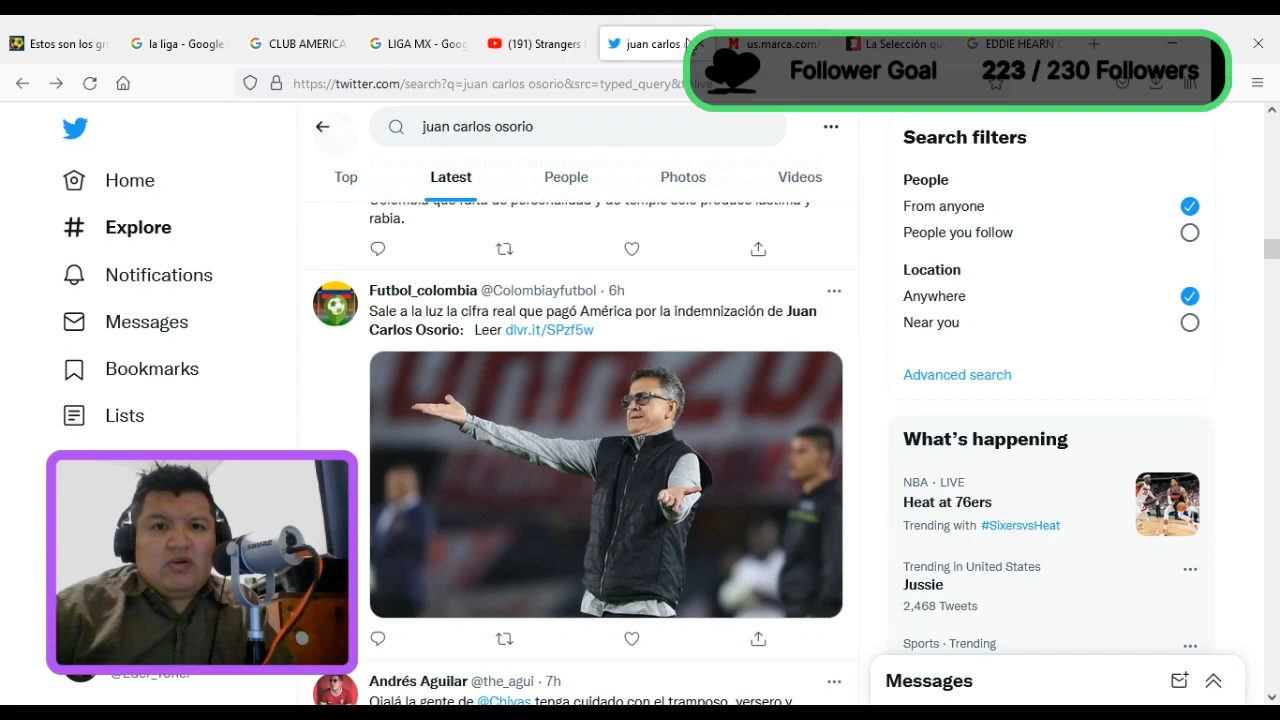 Estos son los gru
la liga - Google
CLUB AMERICA
LIGA MX - Goog
(191) Strangers
juan carlos o
us.marca.com/
La Selección qu
EDDIE HEARN C
https://twitter.com/search?q=juan carlos osorio&src=typed_query&f=live
Follower Goal
223 / 230 Followers
juan carlos osorio
Top
Latest
People
Photos
Videos
Home
Explore
Notifications
Messages
Bookmarks
Lists
Colombia que falta de personalidad y de temple solo produce lástima y
rabia.
Futbol_colombia @Colombiayfutbol · 6h
Sale a la luz la cifra real que pagó América por la indemnización de Juan
Carlos Osorio: Leer dlvr.it/SPzf5w
SHURE
Andrés Aguilar @the_agui · 7h
Ojalá la gente de @Chivas tenga cuidado con el tramposo, versero y
Search filters
People
From anyone
People you follow
Location
Anywhere
Near you
Advanced search
What's happening
NBA · LIVE
Heat at 76ers
Trending with #SixersvsHeat
Trending in United States
Jussie
2,468 Tweets
Sports · Trending
Messages